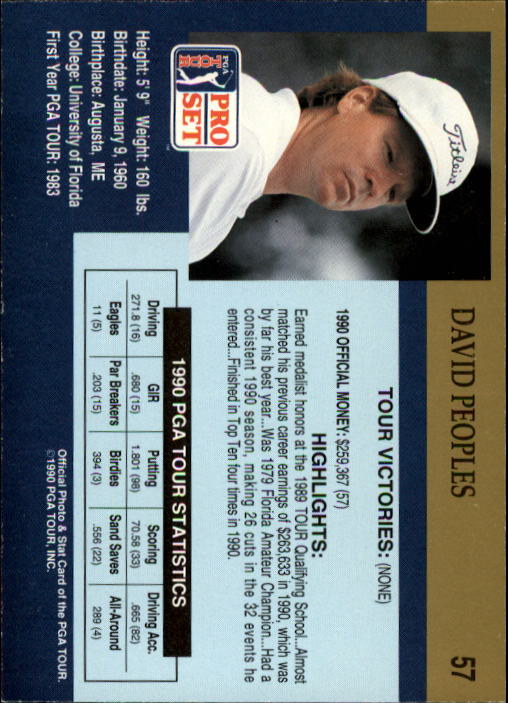 DAVID PEOPLES 57
Titleist
PGA
TOUR
PRO
SET
TM
Height: 5' 9" Weight: 160 lbs.
Birthdate: January 9, 1960
Birthplace: Augusta, ME
College: University of Florida
First Year PGA TOUR: 1983
TOUR VICTORIES: (NONE)
1990 OFFICIAL MONEY: $259,367 (57)
HIGHLIGHTS:
Earned medalist honors at the 1989 TOUR Qualifying School...Almost
matched his previous career earnings of $263,633 in 1990, which was
by far his best year...Was 1979 Florida Amateur Champion...Had a
consistent 1990 season, making 26 cuts in the 32 events he
entered...Finished in Top Ten four times in 1990.
1990 PGA TOUR STATISTICS
Driving GIR Putting Scoring Driving Acc.
271.8 (16) .680 (15) 1.801 (98) 70.58 (33) .665 (82)
Eagles Par Breakers Birdies Sand Saves All-Around
11 (5) .203 (15) 394 (3) .556 (22) 289 (4)
Official Photo & Stat Card of the PGA TOUR.
©1990 PGA TOUR, INC.